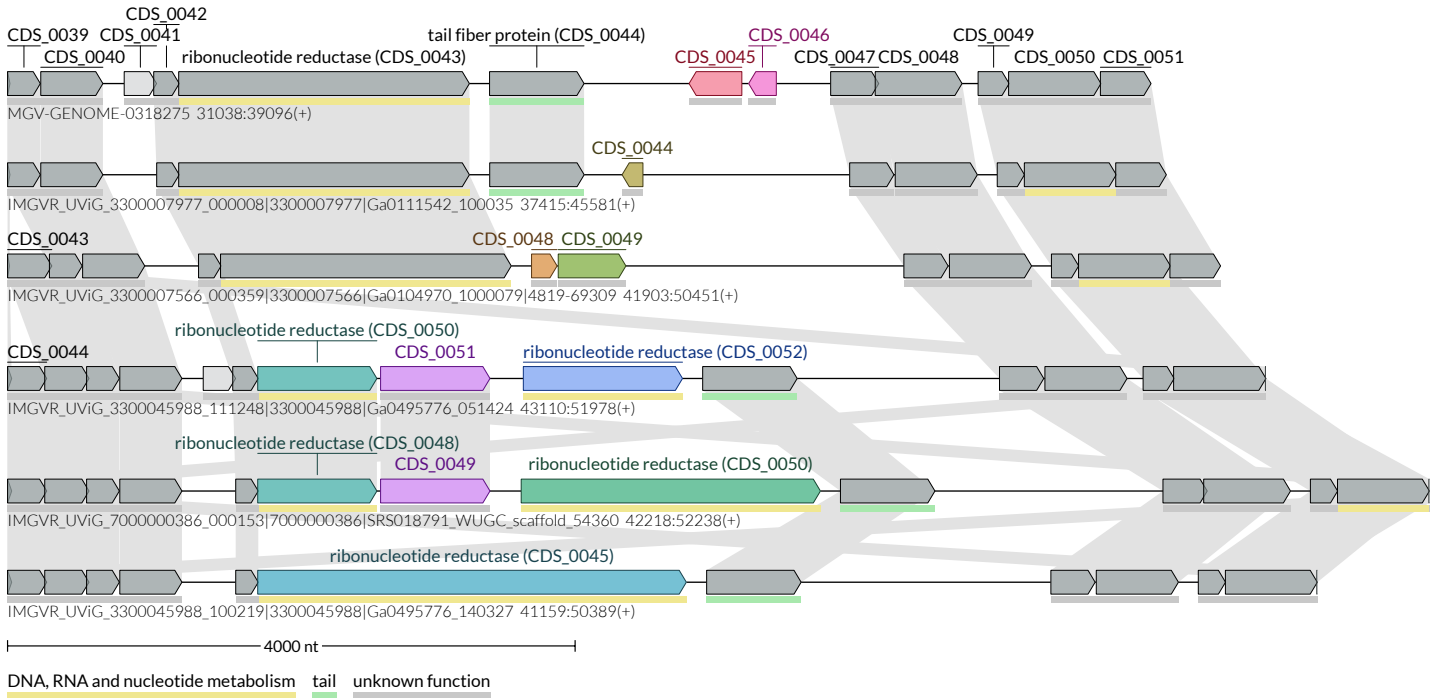 CDS_0042
CDS_0039 CDS_0041 tail fiber protein (CDS_0044) CDS_0046 CDS_0049
CDS_0040 ribonucleotide reductase (CDS_0043) CDS_0045 CDS_0047 CDS_0048 CDS_0050 CDS_0051
MGV-GENOME-0318275 31038:39096(+)
CDS_0044
IMGVR_UViG_3300007977_000008|3300007977|Ga0111542_100035 37415:45581(+)
CDS_0043 CDS_0048 CDS_0049
IMGVR_UViG_3300007566_000359|3300007566|Ga0104970_1000079|4819-69309 41903:50451(+)
ribonucleotide reductase (CDS_0050)
CDS_0044 CDS_0051 ribonucleotide reductase (CDS_0052)
IMGVR_UViG_3300045988_111248|3300045988|Ga0495776_051424 43110:51978(+)
ribonucleotide reductase (CDS_0048)
CDS_0049 ribonucleotide reductase (CDS_0050)
IMGVR_UViG_7000000386_000153|7000000386|SRS018791_WUGC_scaffold_54360 42218:52238(+)
ribonucleotide reductase (CDS_0045)
IMGVR_UViG_3300045988_100219|3300045988|Ga0495776_140327 41159:50389(+)
4000 nt
DNA, RNA and nucleotide metabolism tail unknown function